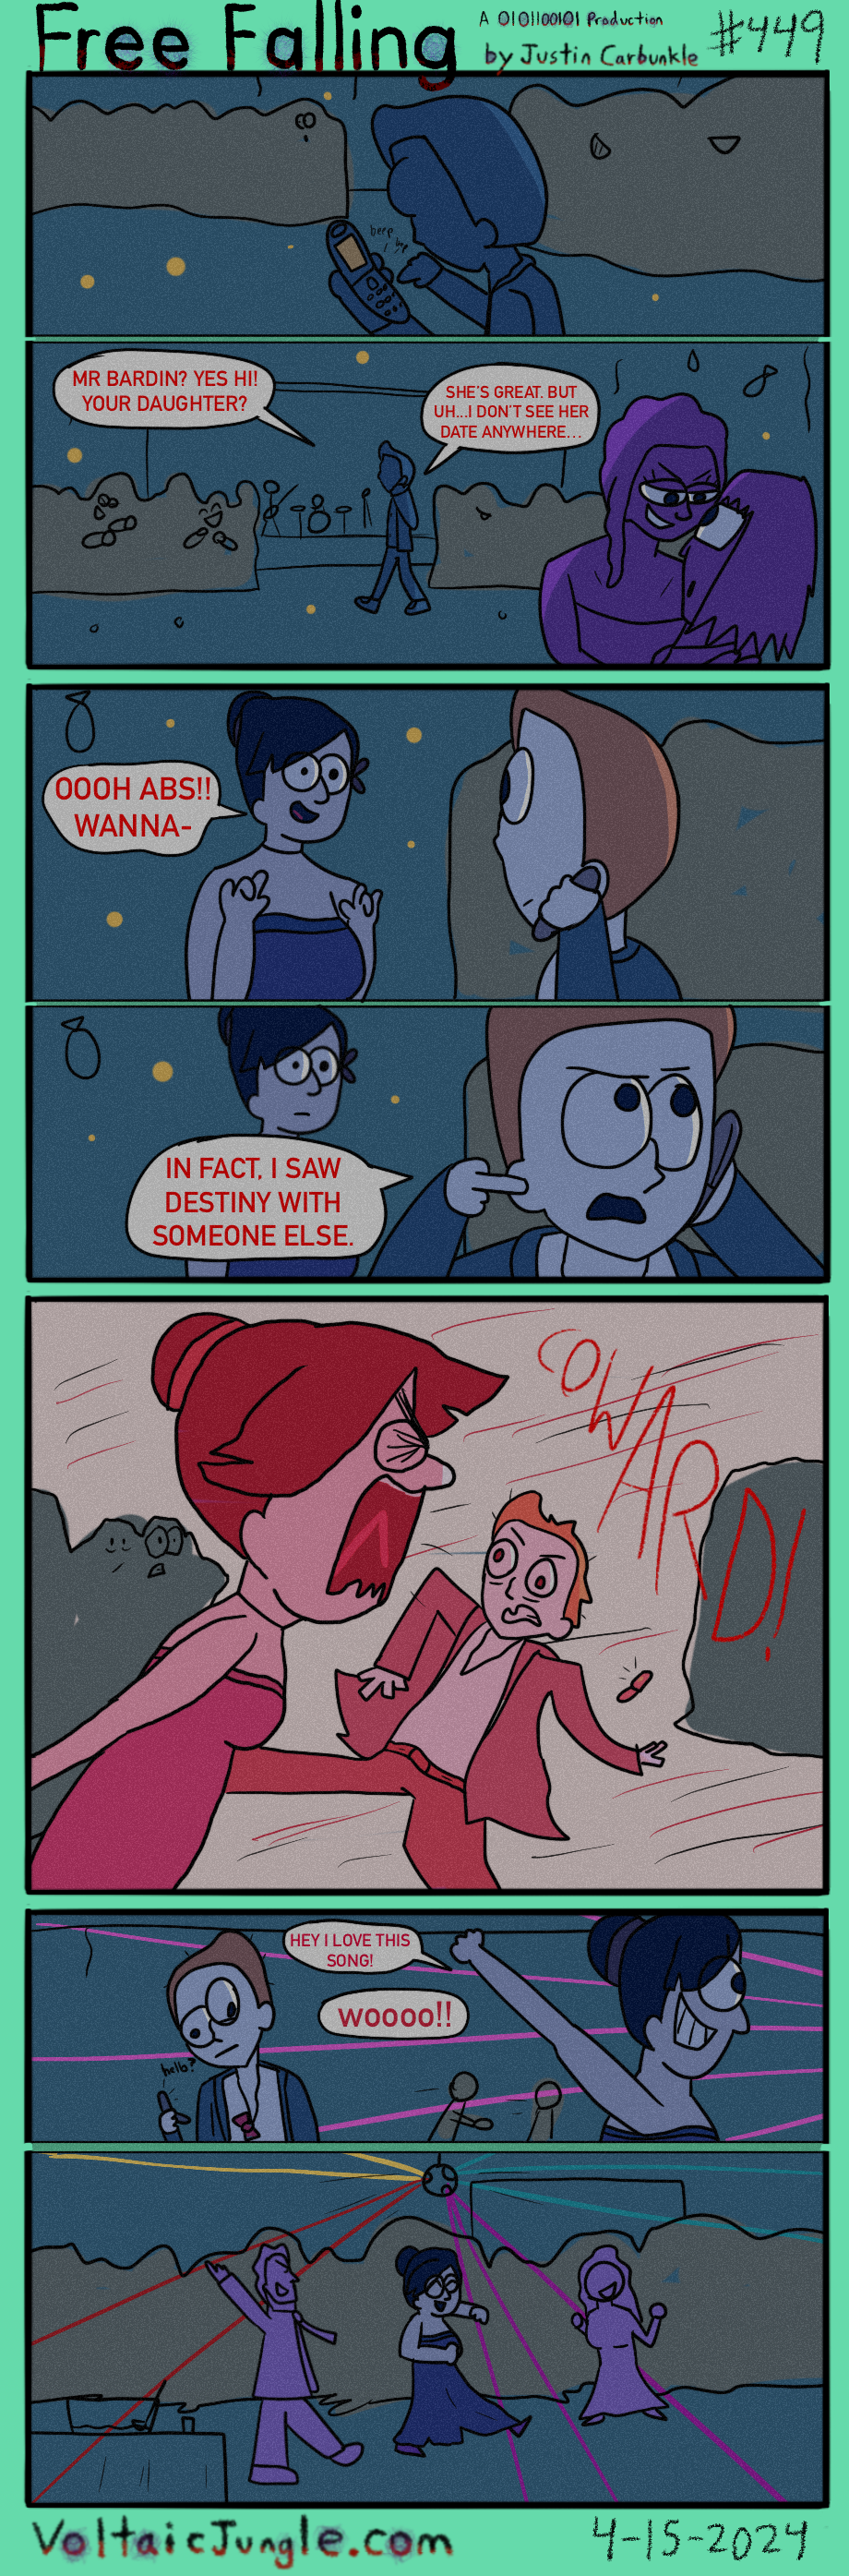 Free Falling
A 0101100101 Production
by Justin Carbunkle
#449
beep
bep
MR BARDIN? YES HI!
YOUR DAUGHTER?
SHE'S GREAT. BUT
UH...I DON'T SEE HER
DATE ANYWHERE...
OOOH ABS!!
WANNA-
IN FACT, I SAW
DESTINY WITH
SOMEONE ELSE.
COWARD!
HEY I LOVE THIS
SONG!
WOOOO!!
hello?
VoltaicJungle.com
4-15-2024